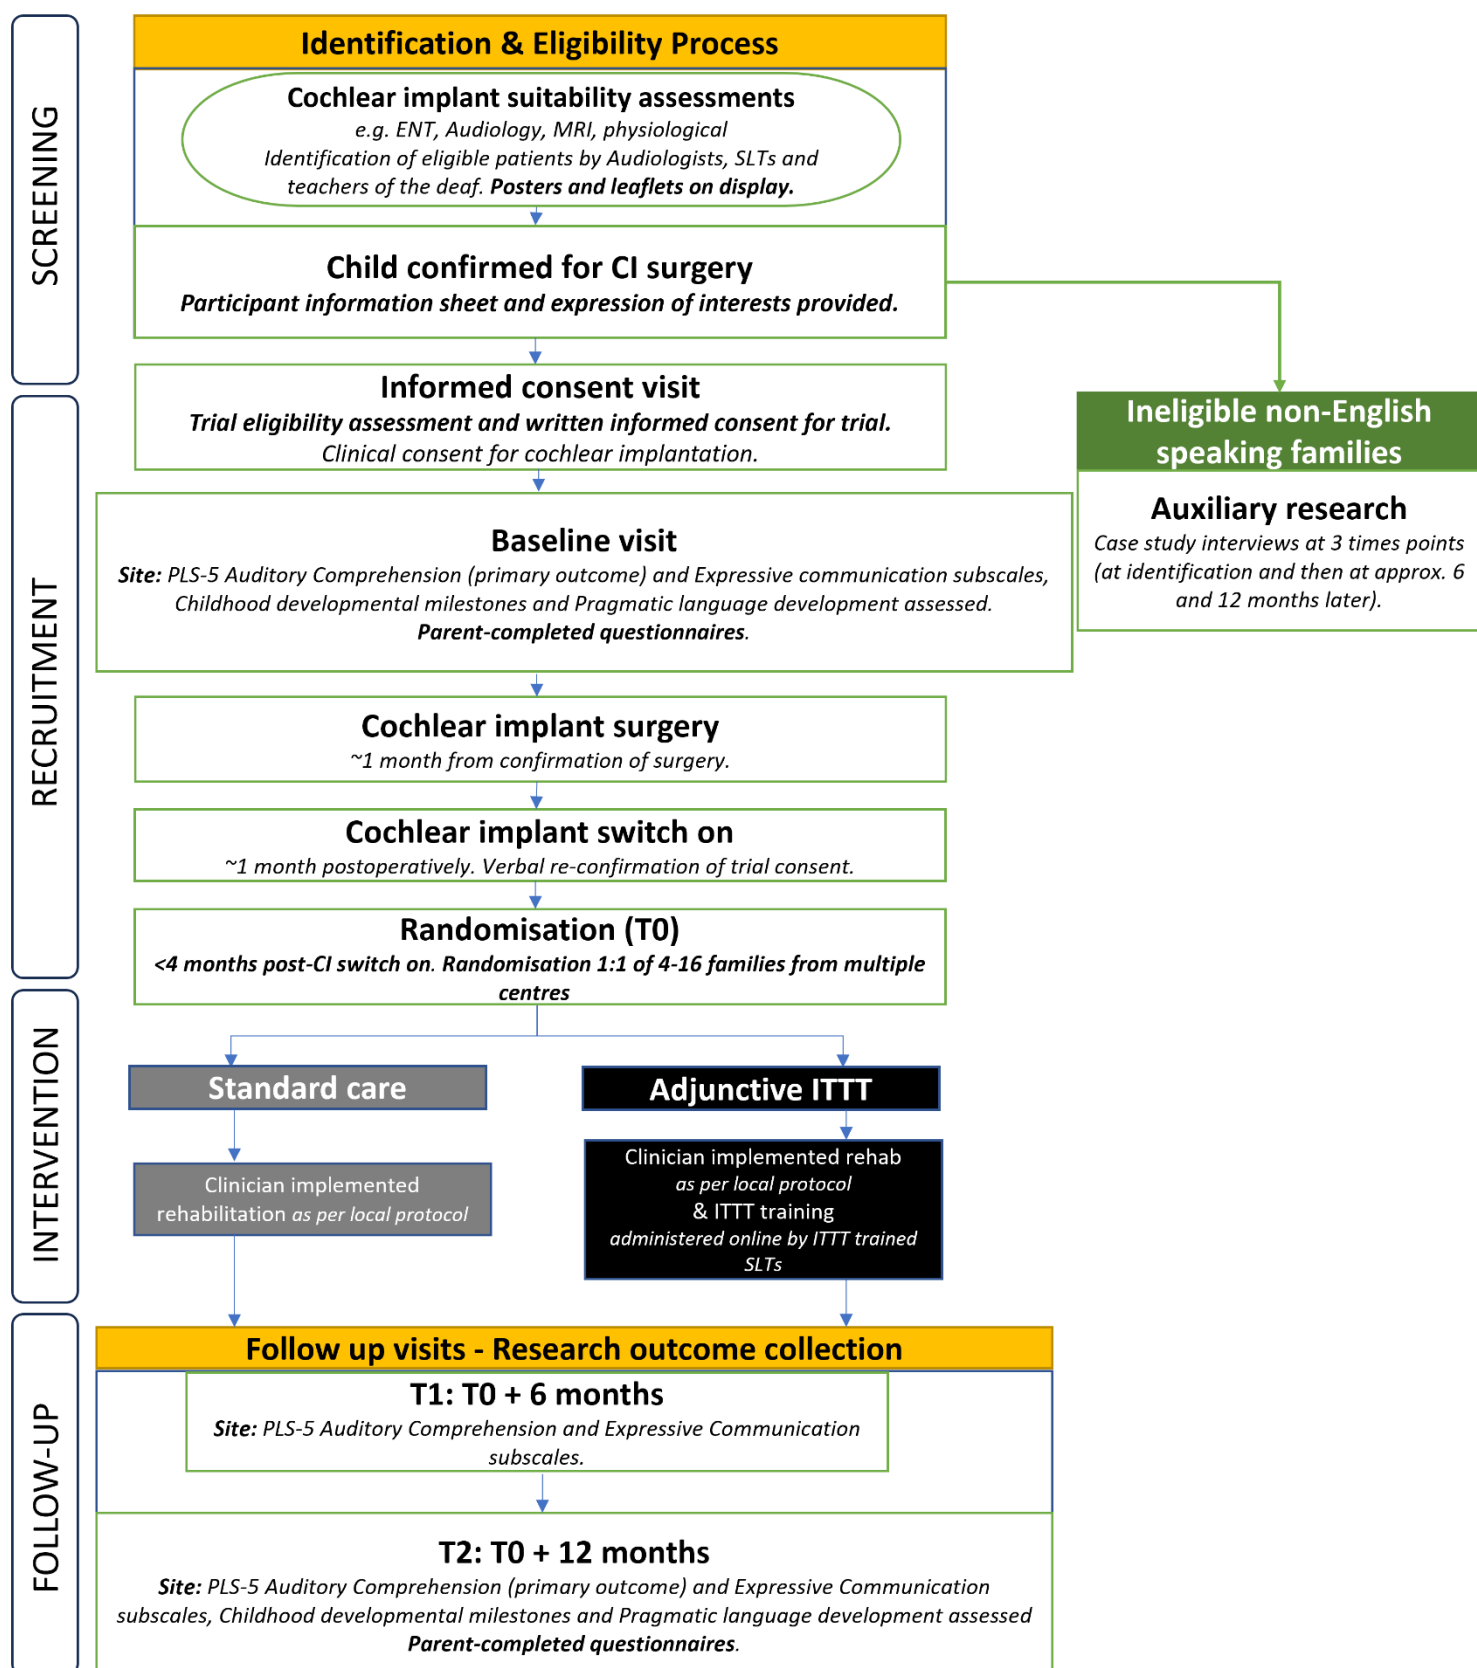 SCREENING
Identification & Eligibility Process
Cochlear implant suitability assessments
e.g. ENT, Audiology, MRI, physiological
Identification of eligible patients by Audiologists, SLTs and
teachers of the deaf. Posters and leaflets on display.
Child confirmed for CI surgery
Participant information sheet and expression of interests provided.
RECRUITMENT
Informed consent visit
Trial eligibility assessment and written informed consent for trial.
Clinical consent for cochlear implantation.
Ineligible non-English
speaking families
Auxiliary research
Case study interviews at 3 times points
(at identification and then at approx. 6
and 12 months later).
Baseline visit
Site: PLS-5 Auditory Comprehension (primary outcome) and Expressive communication subscales,
Childhood developmental milestones and Pragmatic language development assessed.
Parent-completed questionnaires.
Cochlear implant surgery
~1 month from confirmation of surgery.
Cochlear implant switch on
~1 month postoperatively. Verbal re-confirmation of trial consent.
Randomisation (T0)
<4 months post-CI switch on. Randomisation 1:1 of 4-16 families from multiple
centres
INTERVENTION
Standard care
Clinician implemented
rehabilitation as per local protocol
Adjunctive ITTT
Clinician implemented rehab
as per local protocol
& ITTT training
administered online by ITTT trained
SLTs
FOLLOW-UP
Follow up visits - Research outcome collection
T1: T0 + 6 months
Site: PLS-5 Auditory Comprehension and Expressive Communication
subscales.
T2: T0 + 12 months
Site: PLS-5 Auditory Comprehension (primary outcome) and Expressive Communication
subscales, Childhood developmental milestones and Pragmatic language development assessed
Parent-completed questionnaires.